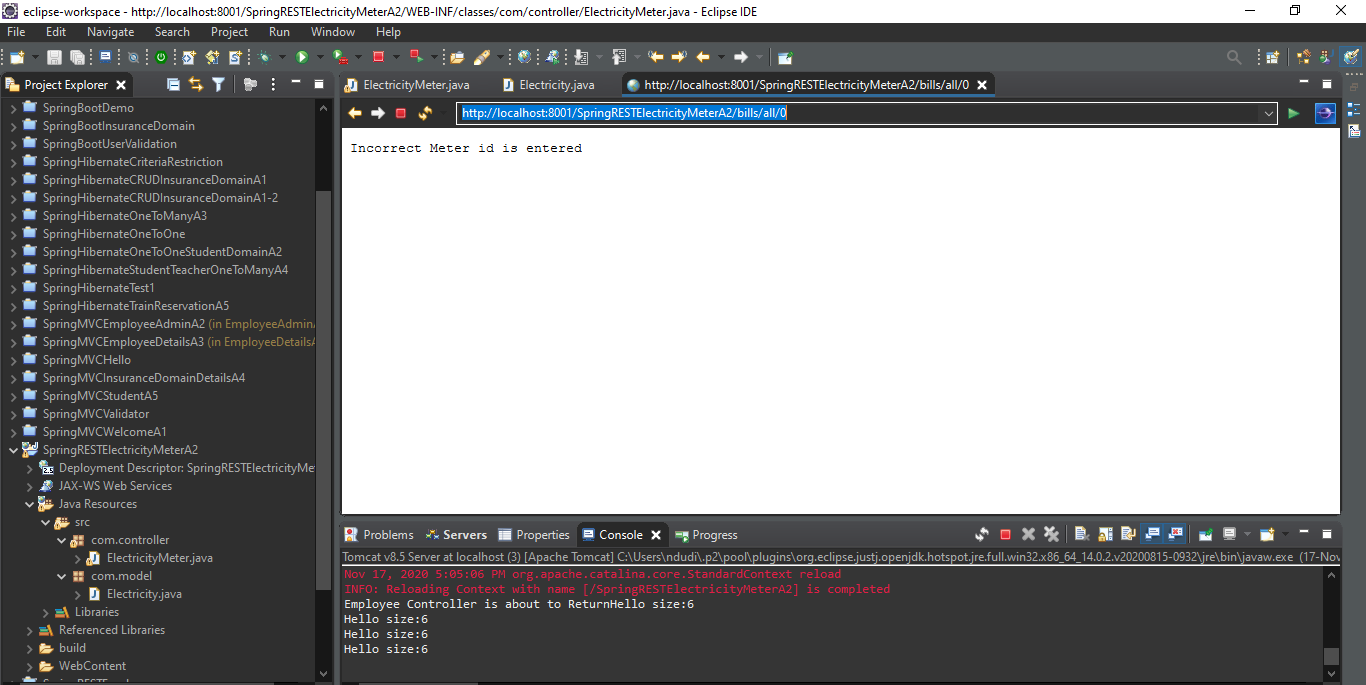 eclipse-workspace - http://localhost:8001/SpringRESTElectricityMeterA2/WEB-INF/classes/com/controller/ElectricityMeter.java - Eclipse IDE
File Edit Navigate Search Project Run Window Help
Project Explorer
SpringBootDemo
SpringBootInsuranceDomain
SpringBootUserValidation
SpringHibernateCriteriaRestriction
SpringHibernateCRUDInsuranceDomainA1
SpringHibernateCRUDInsuranceDomainA1-2
SpringHibernateOneToManyA3
SpringHibernateOneToOne
SpringHibernateOneToOneStudentDomainA2
SpringHibernateStudentTeacherOneToManyA4
SpringHibernateTest1
SpringHibernateTrainReservationA5
SpringMVCEmployeeAdminA2 (in EmployeeAdmin
SpringMVCEmployeeDetailsA3 (in EmployeeDetails
SpringMVCHello
SpringMVCInsuranceDomainDetailsA4
SpringMVCStudentA5
SpringMVCValidator
SpringMVCWelcomeA1
SpringRESTElectricityMeterA2
Deployment Descriptor: SpringRESTElectricityMe
JAX-WS Web Services
Java Resources
src
com.controller
ElectricityMeter.java
com.model
Electricity.java
Libraries
Referenced Libraries
build
WebContent
ElectricityMeter.java Electricity.java http://localhost:8001/SpringRESTElectricityMeterA2/bills/all/0
http://localhost:8001/SpringRESTElectricityMeterA2/bills/all/0
Incorrect Meter id is entered
Problems Servers Properties Console Progress
Tomcat v8.5 Server at localhost (3) [Apache Tomcat] C:\Users\ndudi\.p2\pool\plugins\org.eclipse.justj.openjdk.hotspot.jre.full.win32.x86_64_14.0.2.v20200815-0932\jre\bin\javaw.exe (17-Nov
Nov 17, 2020 5:05:06 PM org.apache.catalina.core.StandardContext reload
INFO: Reloading Context with name [/SpringRESTElectricityMeterA2] is completed
Employee Controller is about to ReturnHello size:6
Hello size:6
Hello size:6
Hello size:6